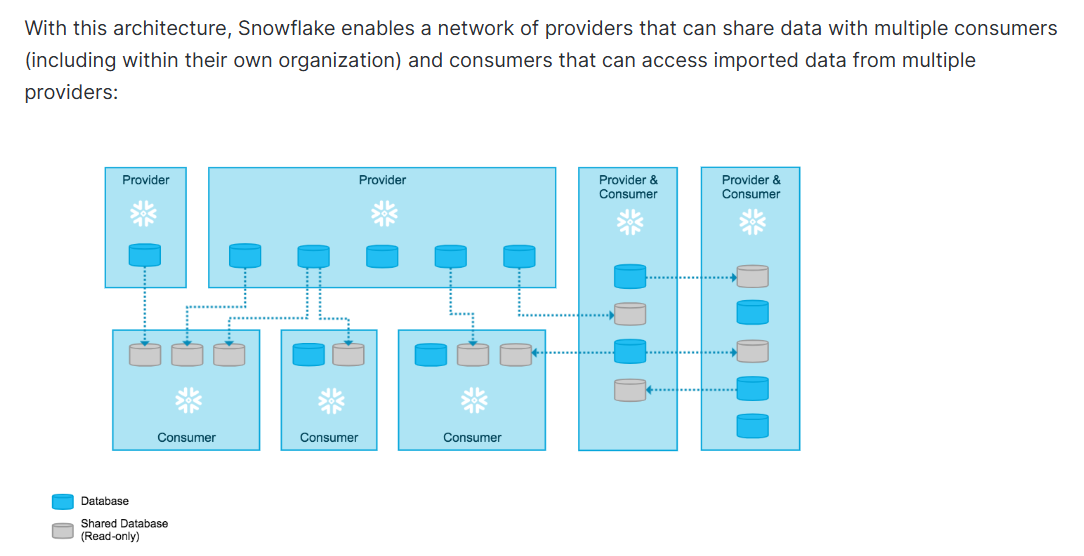 With this architecture, Snowflake enables a network of providers that can share data with multiple consumers
(including within their own organization) and consumers that can access imported data from multiple
providers:
Provider
Provider
Provider &
Consumer
Provider &
Consumer
Consumer
Consumer
Consumer
Database
Shared Database
(Read-only)